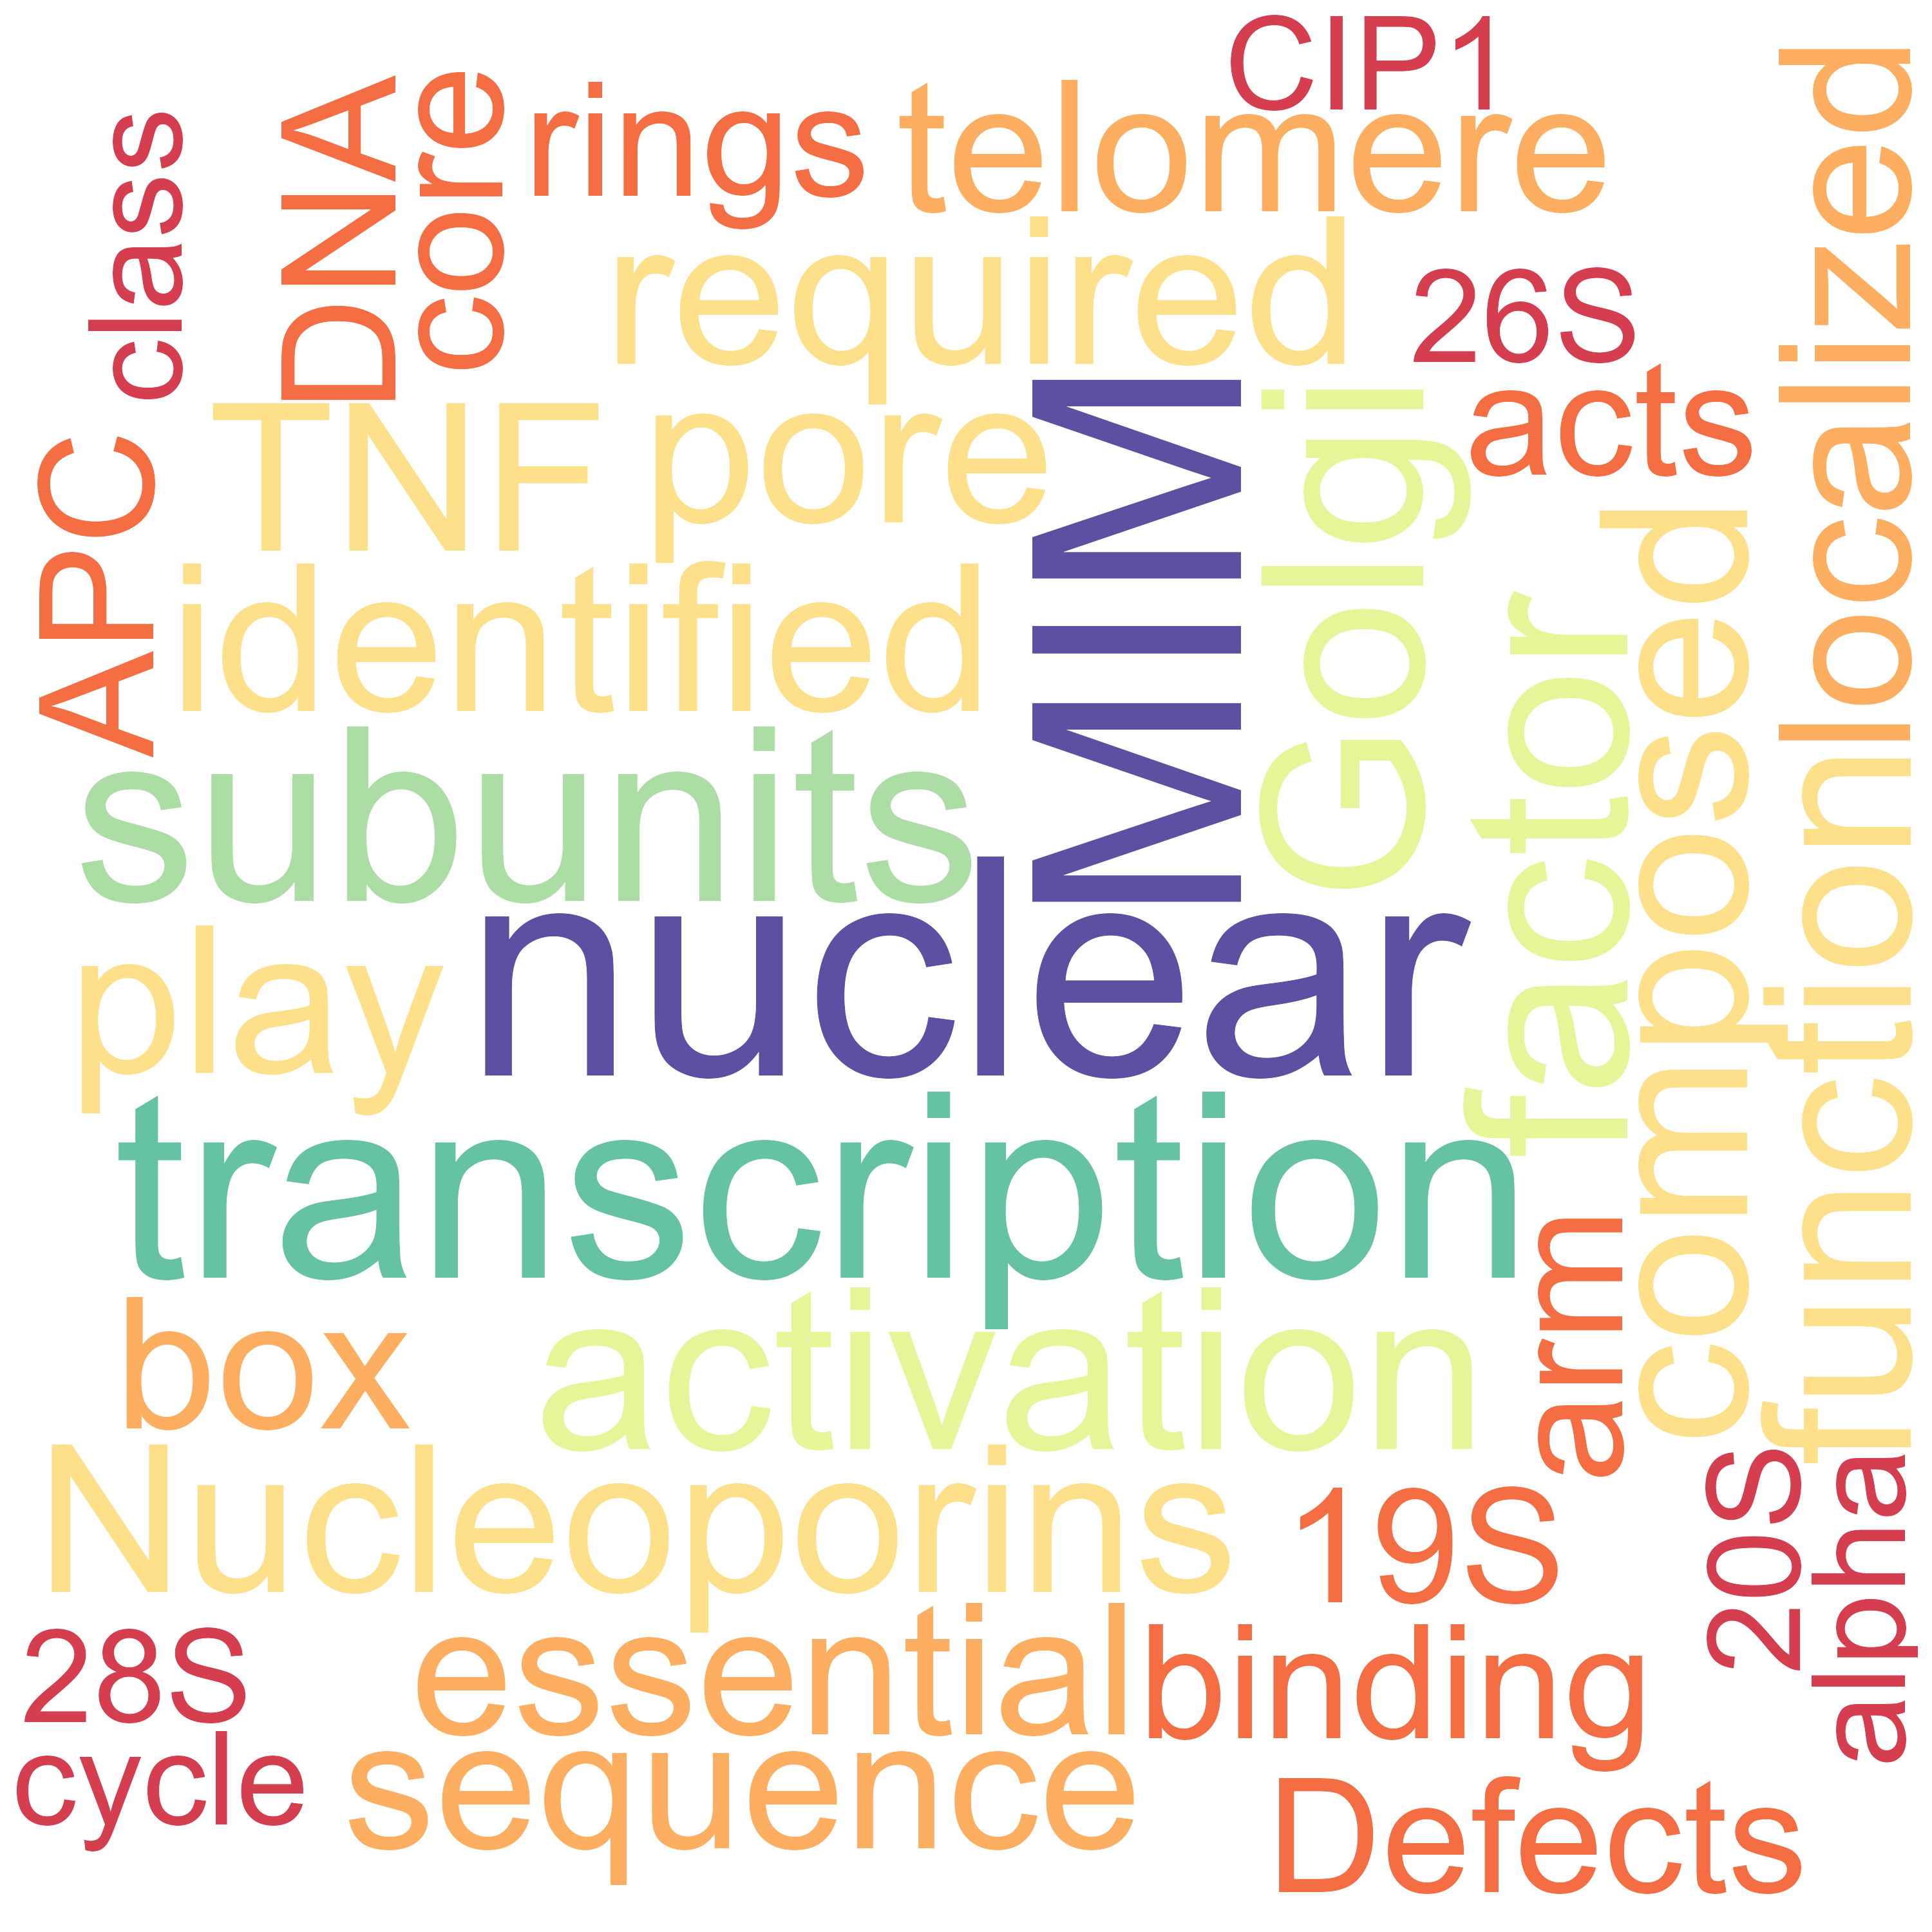 CIP1
class
DNA
core
rings
telomere
required
26S
localized
TNF
pore
MIM
Golgi
acts
APC
identified
factor
composed
subunits
nuclear
play
function
transcription
box
activation
arm
Nucleoporins
19S
20S
alpha
28S
essential
binding
cycle
sequence
Defects